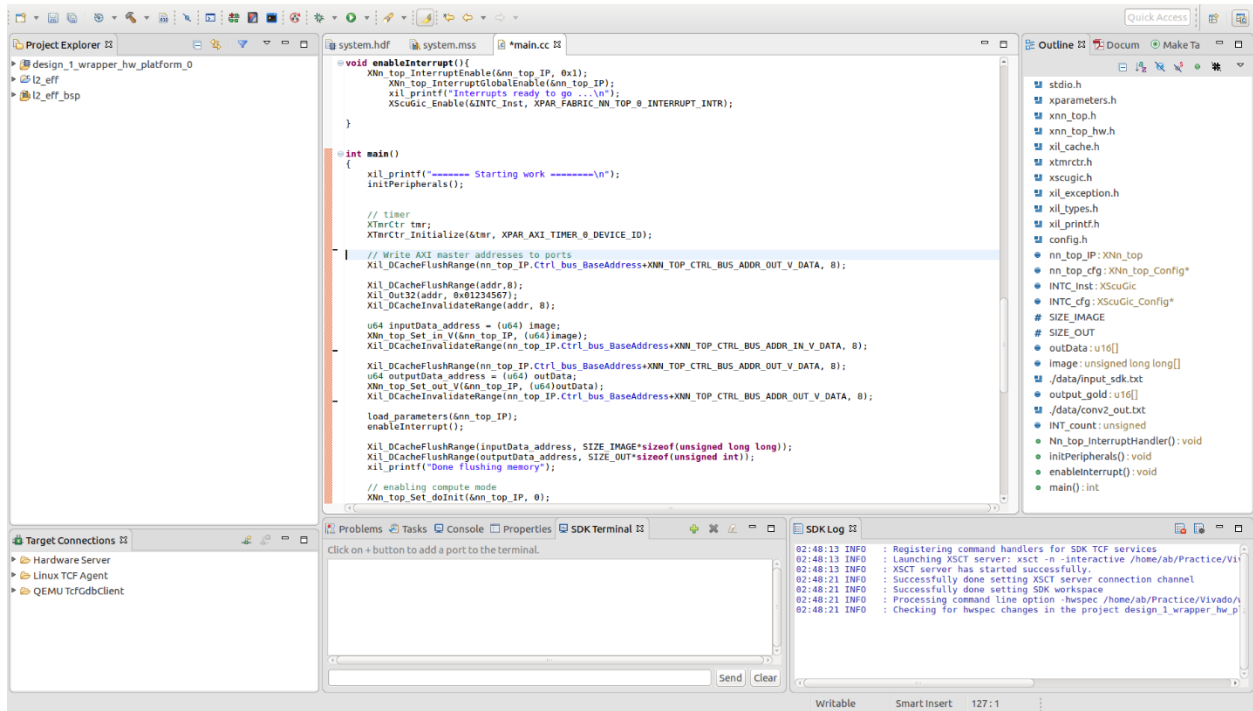 Quick Access
Project Explorer
design_1_wrapper_hw_platform_0
l2_eff
l2_eff_bsp
system.hdf
system.mss
*main.cc
void enableInterrupt(){
XNn_top_InterruptEnable(&nn_top_IP, 0x1);
XNn_top_InterruptGlobalEnable(&nn_top_IP);
xil_printf("Interrupts ready to go ...\n");
XScuGic_Enable(&INTC_Inst, XPAR_FABRIC_NN_TOP_0_INTERRUPT_INTR);
}
int main()
{
xil_printf("======= Starting work ========\n");
initPeripherals();
// timer
XTmrCtr tmr;
XTmrCtr_Initialize(&tmr, XPAR_AXI_TIMER_0_DEVICE_ID);
// Write AXI master addresses to ports
Xil_DCacheFlushRange(nn_top_IP.Ctrl_bus_BaseAddress+XNN_TOP_CTRL_BUS_ADDR_OUT_V_DATA, 8);
Xil_DCacheFlushRange(addr,8);
Xil_Out32(addr, 0x01234567);
Xil_DCacheInvalidateRange(addr, 8);
u64 inputData_address = (u64) image;
XNn_top_Set_in_V(&nn_top_IP, (u64)image);
Xil_DCacheInvalidateRange(nn_top_IP.Ctrl_bus_BaseAddress+XNN_TOP_CTRL_BUS_ADDR_IN_V_DATA, 8);
Xil_DCacheFlushRange(nn_top_IP.Ctrl_bus_BaseAddress+XNN_TOP_CTRL_BUS_ADDR_OUT_V_DATA, 8);
u64 outputData_address = (u64) outData;
XNn_top_Set_out_V(&nn_top_IP, (u64)outData);
Xil_DCacheInvalidateRange(nn_top_IP.Ctrl_bus_BaseAddress+XNN_TOP_CTRL_BUS_ADDR_OUT_V_DATA, 8);
load_parameters(&nn_top_IP);
enableInterrupt();
Xil_DCacheFlushRange(inputData_address, SIZE_IMAGE*sizeof(unsigned long long));
Xil_DCacheFlushRange(outputData_address, SIZE_OUT*sizeof(unsigned int));
xil_printf("Done flushing memory");
// enabling compute mode
XNn_top_Set_doInit(&nn_top_IP, 0);
Outline
Docum
Make Ta
stdio.h
xparameters.h
xnn_top.h
xnn_top_hw.h
xil_cache.h
xtmrctr.h
xscugic.h
xil_exception.h
xil_types.h
xil_printf.h
config.h
nn_top_IP : XNn_top
nn_top_cfg : XNn_top_Config*
INTC_Inst : XScuGic
INTC_cfg : XScuGic_Config*
SIZE_IMAGE
SIZE_OUT
outData : u16[]
image : unsigned long long[]
./data/input_sdk.txt
output_gold : u16[]
./data/conv2_out.txt
INT_count : unsigned
Nn_top_InterruptHandler() : void
initPeripherals() : void
enableInterrupt() : void
main() : int
Target Connections
Hardware Server
Linux TCF Agent
QEMU TcfGdbClient
Problems
Tasks
Console
Properties
SDK Terminal
Click on + button to add a port to the terminal.
Send
Clear
SDK Log
02:48:13 INFO : Registering command handlers for SDK TCF services
02:48:13 INFO : Launching XSCT server: xsct -n -interactive /home/ab/Practice/Viv
02:48:13 INFO : XSCT server has started successfully.
02:48:21 INFO : Successfully done setting XSCT server connection channel
02:48:21 INFO : Successfully done setting SDK workspace
02:48:21 INFO : Processing command line option -hwspec /home/ab/Practice/Vivado/
02:48:21 INFO : Checking for hwspec changes in the project design_1_wrapper_hw_pl
Writable
Smart Insert
127 : 1